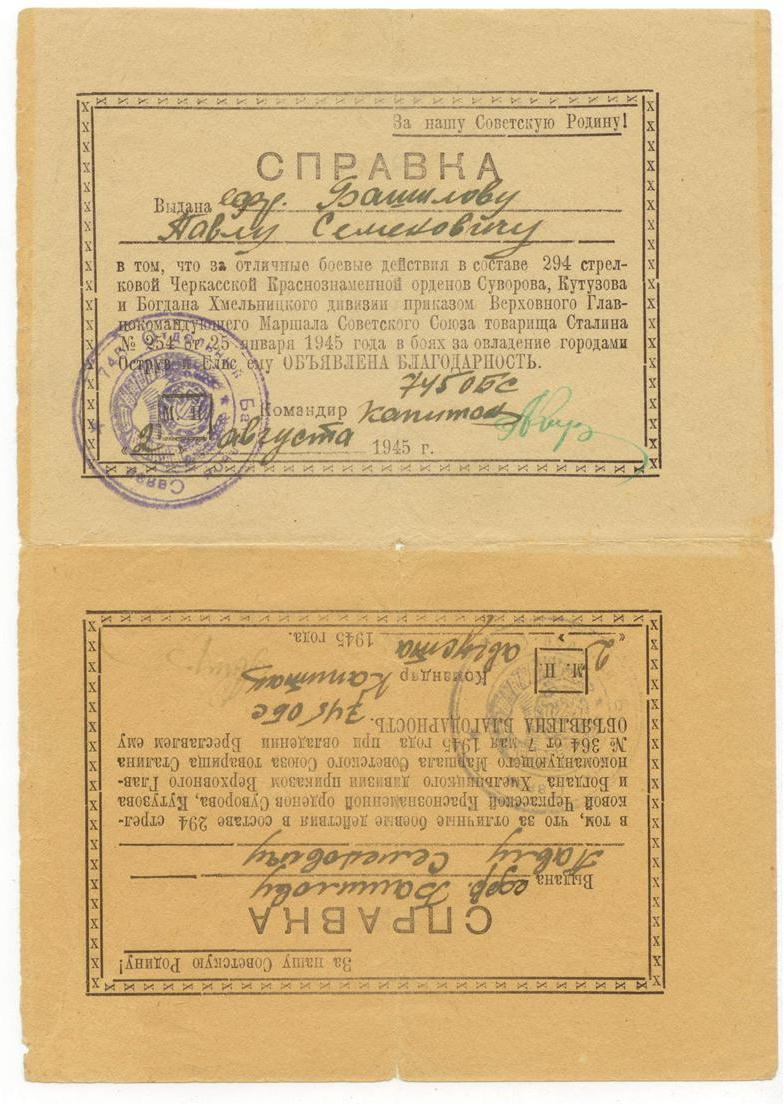 За нашу Советскую Родину!
СПРАВКА
Выдана ефр. Башилову
Павлу Семеновичу
в том, что за отличные боевые действия в составе 294 стрел-
ковой Черкасской Краснознаменной орденов Суворова, Кутузова
и Богдана Хмельницкого дивизии приказом Верховного Глав-
нокомандующего Маршала Советского Союза товарища Сталина
№ 254 от 25 января 1945 года в боях за овладение городами
Острув и Ельс ему ОБЪЯВЛЕНА БЛАГОДАРНОСТЬ.
745 ОБС
М. П.
Командир капитан
"2" августа 1945 г.
За нашу Советскую Родину!
СПРАВКА
Выдана ефр. Башилову
Павлу Семеновичу
в том, что за отличные боевые действия в составе 294 стрел-
ковой Черкасской Краснознаменной орденов Суворова, Кутузова
и Богдана Хмельницкого дивизии приказом Верховного Глав-
нокомандующего Маршала Советского Союза товарища Сталина
№ 364 от 7 мая 1945 года при овладении Бреславлем ему
ОБЪЯВЛЕНА БЛАГОДАРНОСТЬ.
745 ОБС
М. П.
Командир капитан
"2" августа 1945 года.